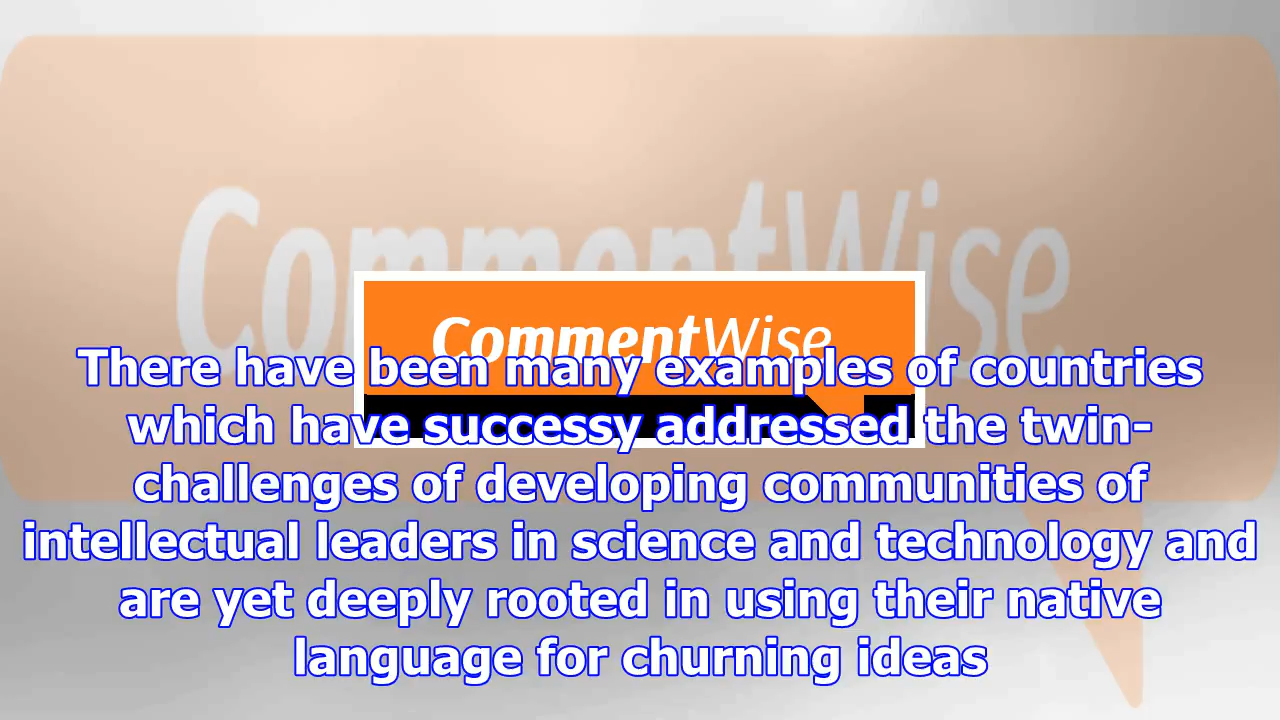 CommentWise
CommentWise
There have been many examples of countries
which have successy addressed the twin-
challenges of developing communities of
intellectual leaders in science and technology and
are yet deeply rooted in using their native
language for churning ideas